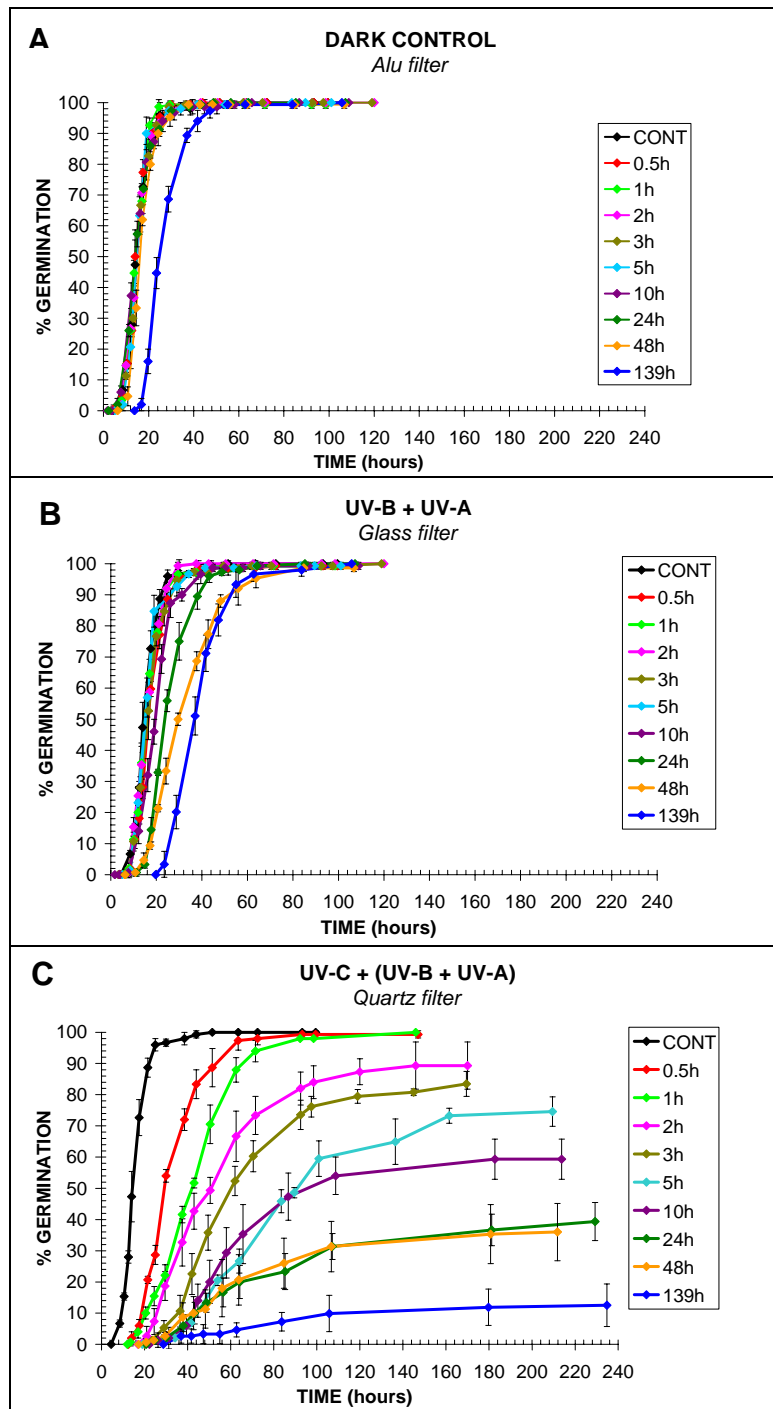 A
DARK CONTROL
Alu filter
% GERMINATION
100
90
80
70
60
50
40
30
20
10
0
0 20 40 60 80 100 120 140 160 180 200 220 240
TIME (hours)
CONT
0.5h
1h
2h
3h
5h
10h
24h
48h
139h
B
UV-B + UV-A
Glass filter
% GERMINATION
100
90
80
70
60
50
40
30
20
10
0
0 20 40 60 80 100 120 140 160 180 200 220 240
TIME (hours)
CONT
0.5h
1h
2h
3h
5h
10h
24h
48h
139h
C
UV-C + (UV-B + UV-A)
Quartz filter
% GERMINATION
100
90
80
70
60
50
40
30
20
10
0
0 20 40 60 80 100 120 140 160 180 200 220 240
TIME (hours)
CONT
0.5h
1h
2h
3h
5h
10h
24h
48h
139h